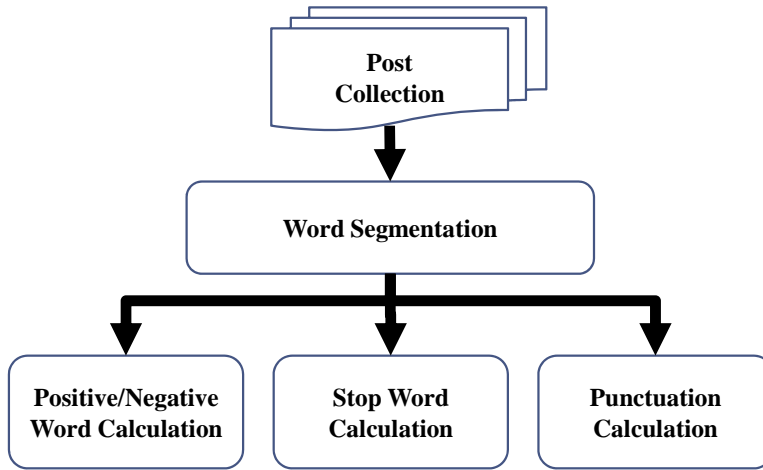 Post
Collection
Word Segmentation
Positive/Negative
Word Calculation
Stop Word
Calculation
Punctuation
Calculation